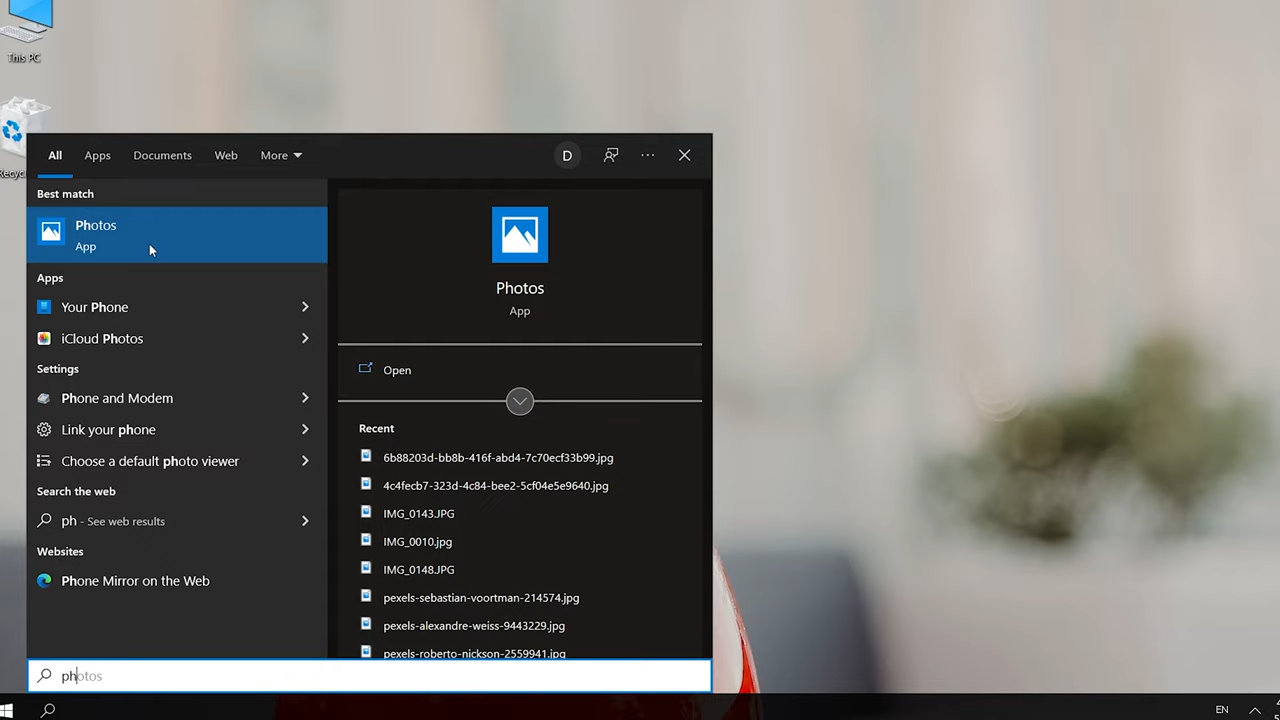 This PC
Recyc
All Apps Documents Web More
D
Best match
Photos
App
Apps
Your Phone
iCloud Photos
Settings
Phone and Modem
Link your phone
Choose a default photo viewer
Search the web
ph - See web results
Websites
Phone Mirror on the Web
Photos
App
Open
Recent
6b88203d-bb8b-416f-abd4-7c70ecf33b99.jpg
4c4fecb7-323d-4c84-bee2-5cf04e5e9640.jpg
IMG_0143.JPG
IMG_0010.jpg
IMG_0148.JPG
pexels-sebastian-voortman-214574.jpg
pexels-alexandre-weiss-9443229.jpg
pexels-roberto-nickson-2559941.jpg
photos
EN